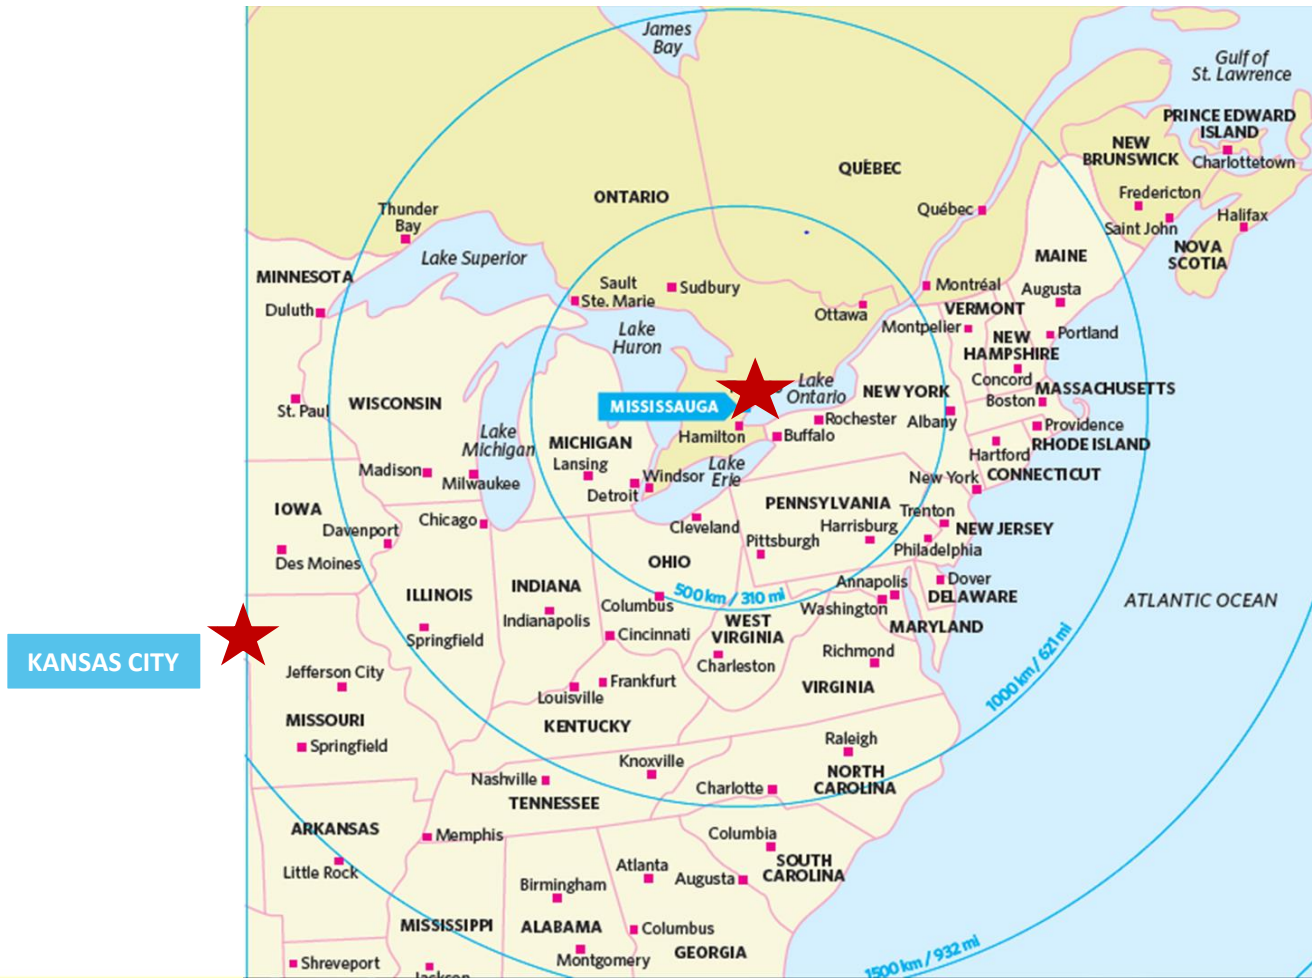 James
Bay
Gulf of
St. Lawrence
PRINCE EDWARD
ISLAND
Charlottetown
NEW
BRUNSWICK
Fredericton
Saint John
Halifax
NOVA
SCOTIA
QUÉBEC
ONTARIO
Québec
Thunder
Bay
Lake Superior
MINNESOTA
Duluth
Sault
Ste. Marie
Sudbury
Ottawa
Montréal
MAINE
Augusta
VERMONT
Montpelier
Portland
NEW
HAMPSHIRE
Concord
Lake
Huron
Lake
Ontario
MISSISSAUGA
NEW YORK
Albany
MASSACHUSETTS
Boston
Providence
RHODE ISLAND
Hartford
CONNECTICUT
St. Paul
WISCONSIN
Lake
Michigan
MICHIGAN
Lansing
Hamilton
Rochester
Buffalo
Madison
Milwaukee
Detroit
Windsor
Lake
Erie
New York
IOWA
Davenport
Chicago
Cleveland
PENNSYLVANIA
Harrisburg
Trenton
NEW JERSEY
Des Moines
Pittsburgh
Philadelphia
OHIO
ILLINOIS
INDIANA
Indianapolis
Columbus
500 km / 310 mi
Annapolis
Dover
Washington
DELAWARE
MARYLAND
ATLANTIC OCEAN
Springfield
Cincinnati
WEST
VIRGINIA
Charleston
Richmond
KANSAS CITY
Jefferson City
Louisville
Frankfurt
VIRGINIA
1000 km / 621 mi
MISSOURI
Springfield
KENTUCKY
Raleigh
Knoxville
Nashville
TENNESSEE
Charlotte
NORTH
CAROLINA
ARKANSAS
Memphis
Columbia
Little Rock
Atlanta
Augusta
SOUTH
CAROLINA
Birmingham
MISSISSIPPI
ALABAMA
Columbus
GEORGIA
Montgomery
Shreveport
Jackson
1500 km / 932 mi